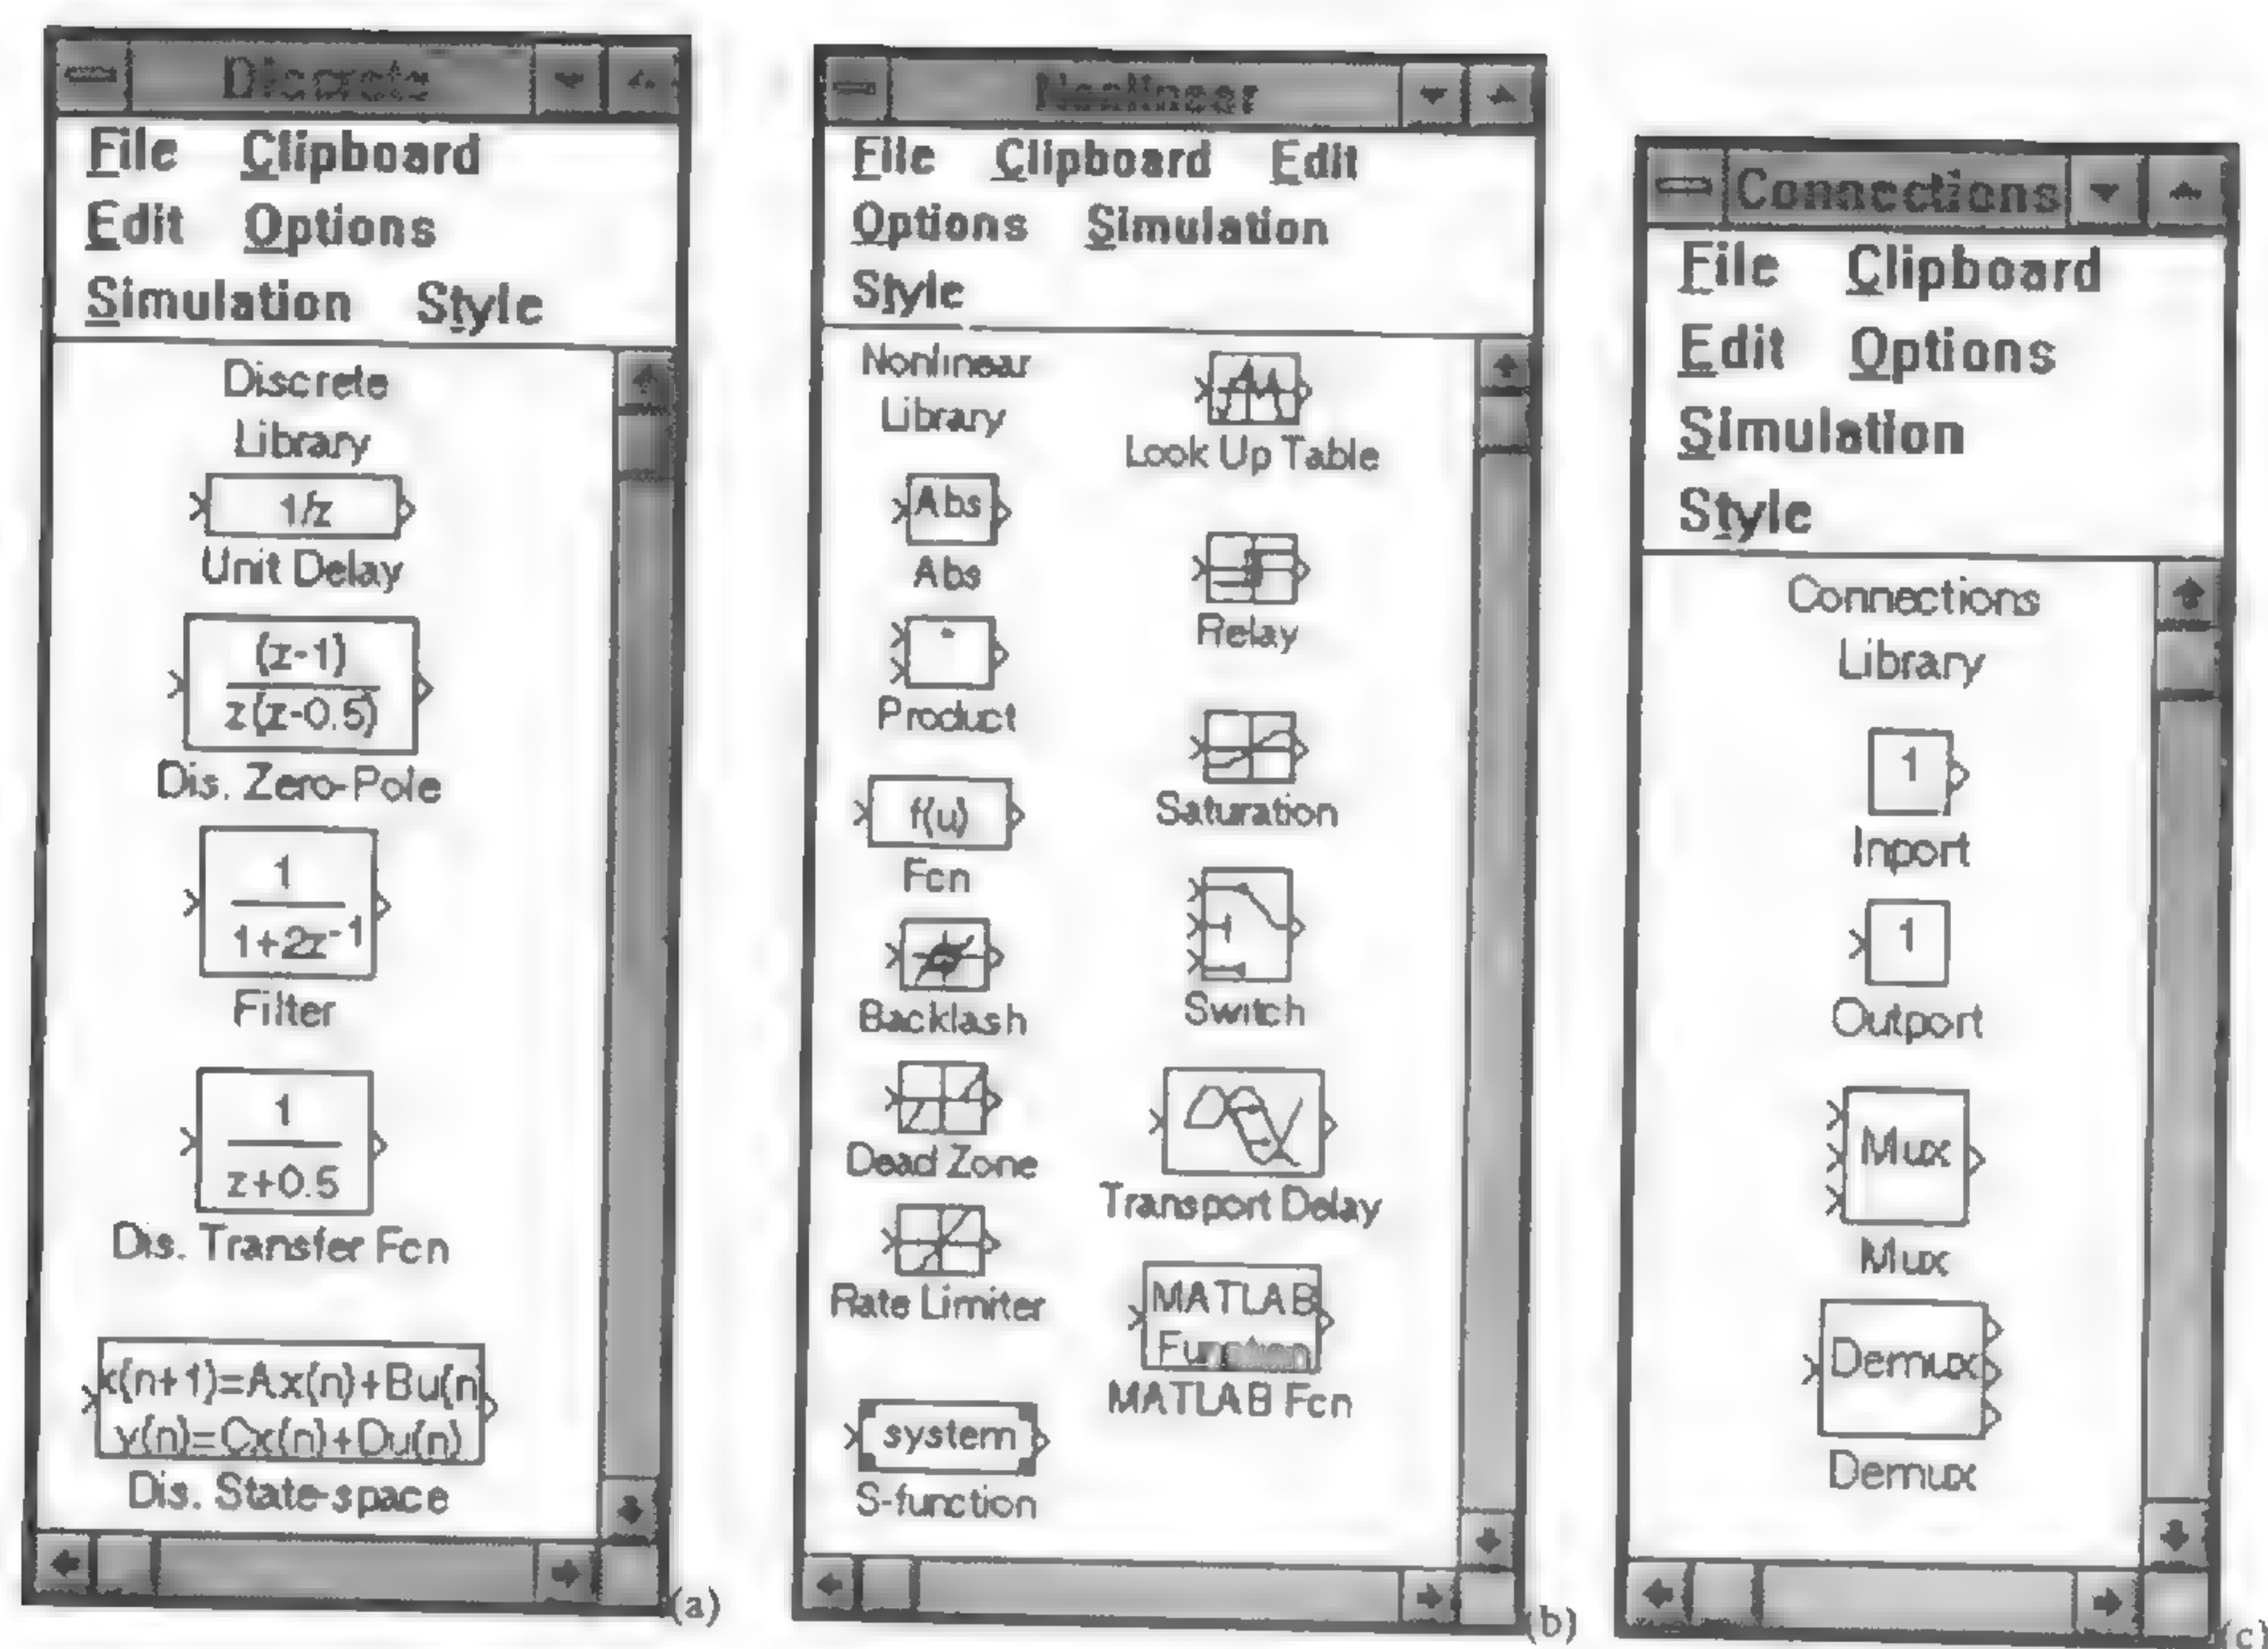 Discrete
File Clipboard
Edit Options
Simulation Style
Discrete
Library
1/z
Unit Delay
(z-1)
z(z-0.5)
Dis. Zero-Pole
1
1+2z⁻¹
Filter
1
z+0.5
Dis. Transfer Fcn
x(n+1)=Ax(n)+Bu(n)
y(n)=Cx(n)+Du(n)
Dis. State-space
(a)
Nonlinear
File Clipboard Edit
Options Simulation
Style
Nonlinear
Library
Abs
Abs
*
Product
f(u)
Fcn
Backlash
Dead Zone
Rate Limiter
system
S-function
Look Up Table
Relay
Saturation
Switch
Transport Delay
MATLAB
Function
MATLAB Fcn
(b)
Connections
File Clipboard
Edit Options
Simulation
Style
Connections
Library
1
Inport
1
Outport
Mux
Mux
Demux
Demux
(c)